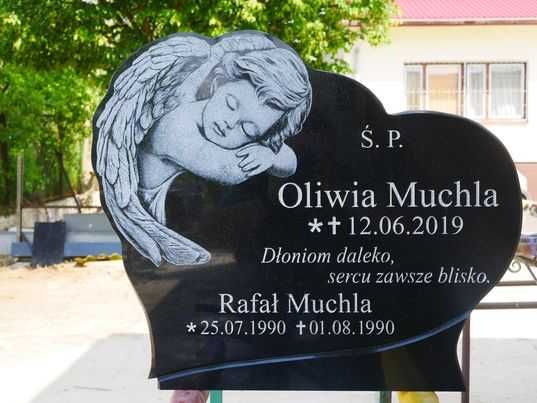 Ś. P.
Oliwia Muchla
*✝ 12.06.2019
Dłoniom daleko,
sercu zawsze blisko.
Rafał Muchla
*25.07.1990 ✝01.08.1990